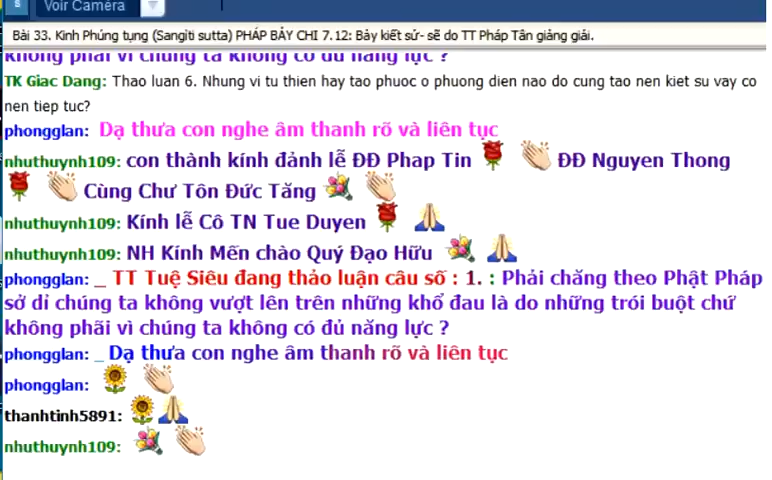 s Voir Caméra
Bài 33. Kinh Phúng tụng (Sangiti sutta) PHÁP BẢY CHI 7.12: Bảy kiết sử- sẽ do TT Pháp Tân giảng giải.
không phãi vì chúng ta không có đủ năng lực ?
TK Giac Dang: Thao luan 6. Nhung vi tu thien hay tao phuoc o phuong dien nao do cung tao nen kiet su vay co
nen tiep tuc?
phongglan: Dạ thưa con nghe âm thanh rõ và liên tục
nhuthuynh109: con thành kính đảnh lễ ĐĐ Phap Tin ĐĐ Nguyen Thong
Cùng Chư Tôn Đức Tăng
nhuthuynh109: Kính lễ Cô TN Tue Duyen
nhuthuynh109: NH Kính Mến chào Quý Đạo Hữu
phongglan: _ TT Tuệ Siêu đang thảo luận câu số : 1. : Phải chăng theo Phật Pháp
sở dỉ chúng ta không vượt lên trên những khổ đau là do những trói buột chứ
không phãi vì chúng ta không có đủ năng lực ?
phongglan: _ Dạ thưa con nghe âm thanh rõ và liên tục
phongglan:
thanhtinh5891:
nhuthuynh109: